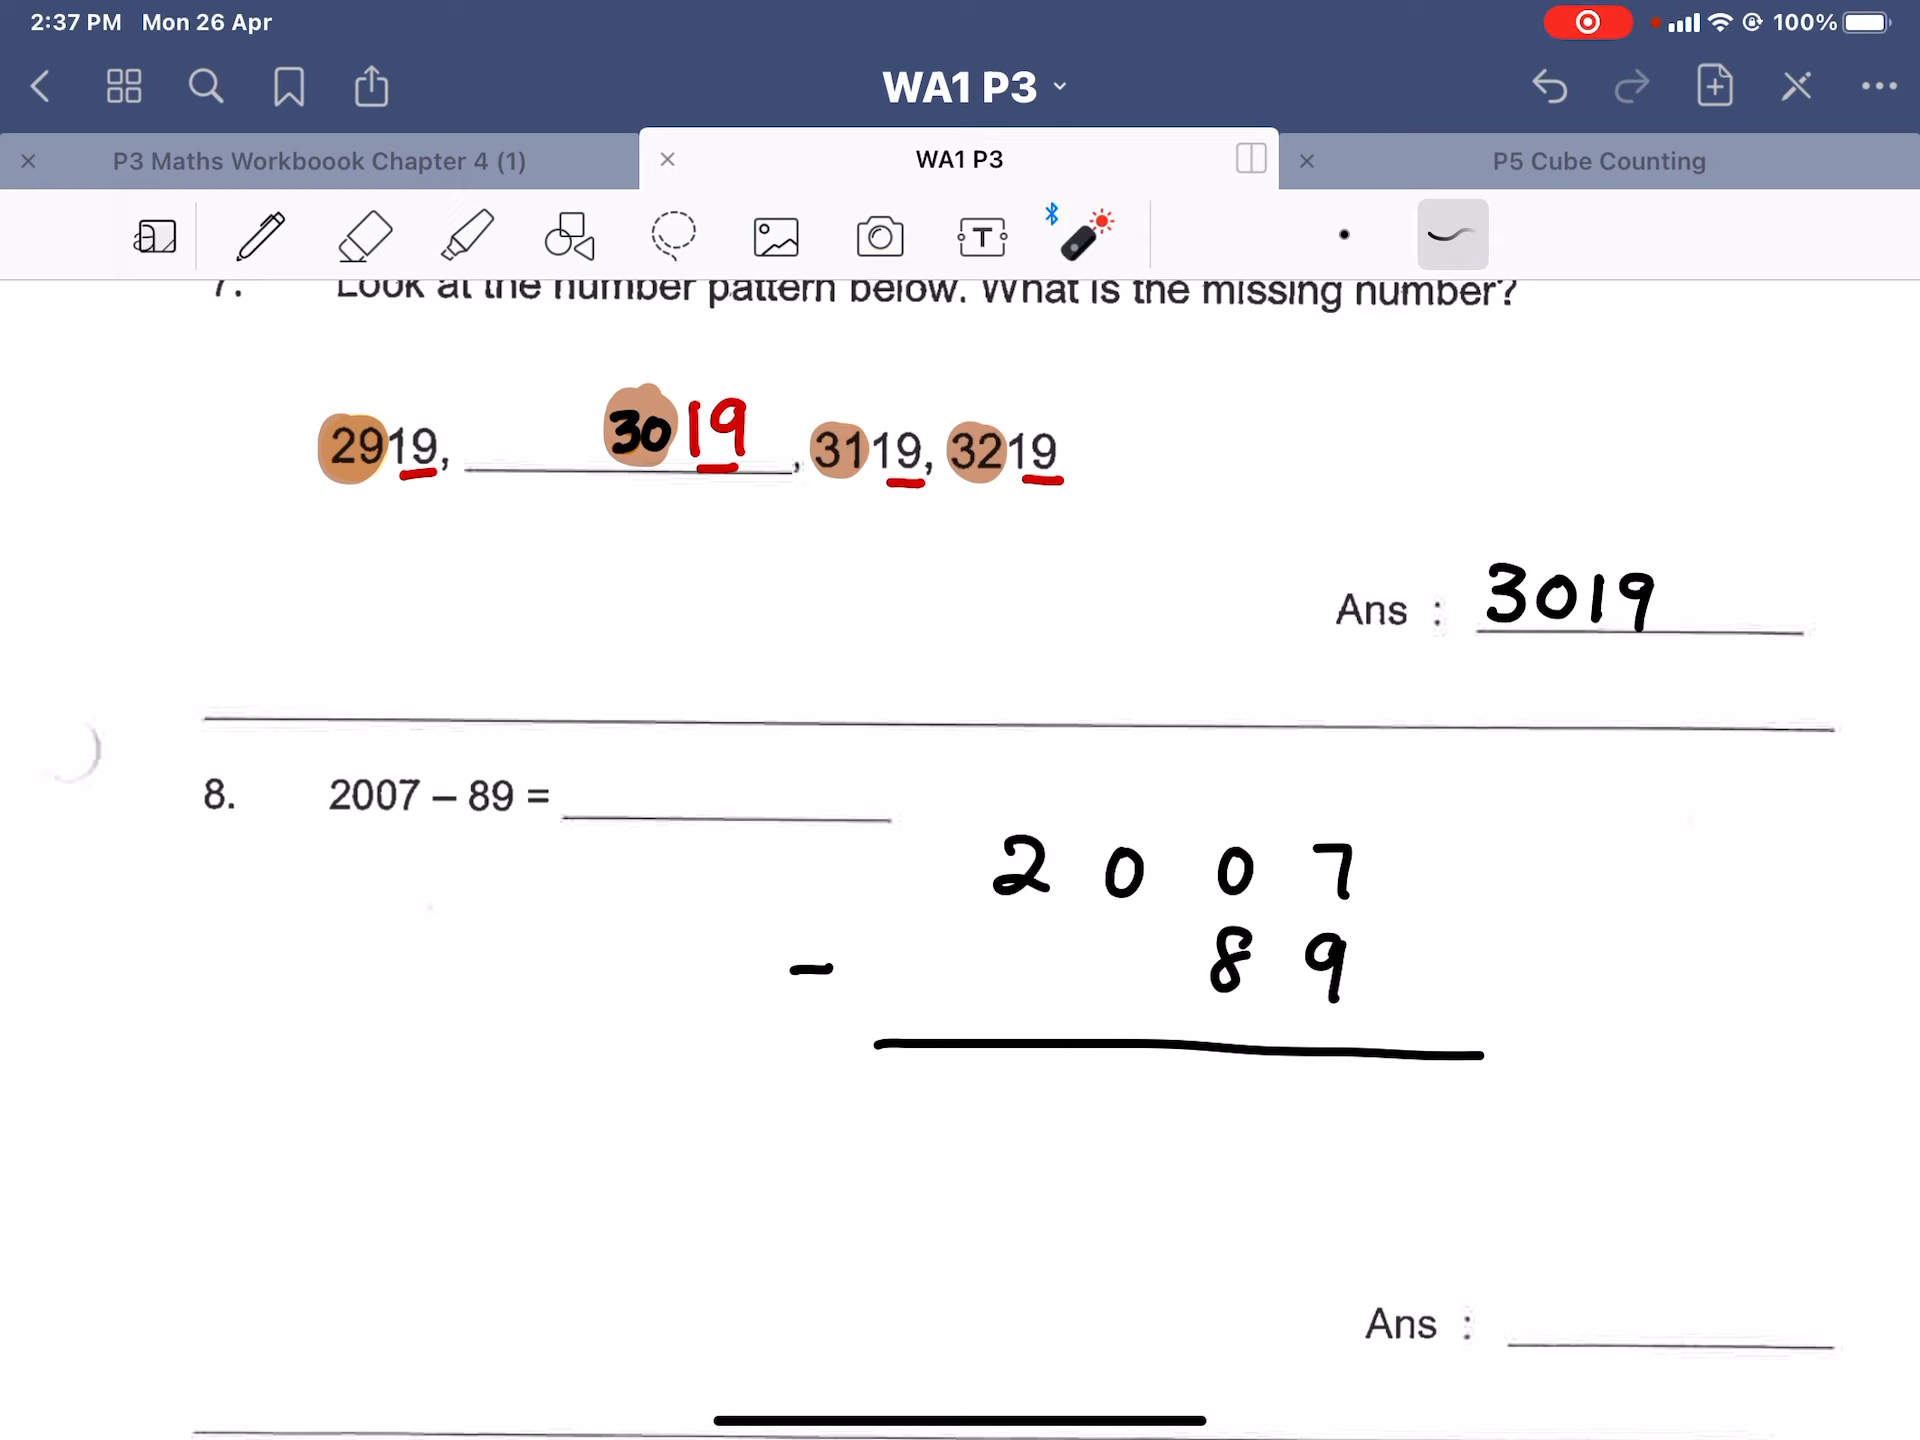 2:37 PM Mon 26 Apr 100%
WA1 P3
P3 Maths Workboook Chapter 4 (1) WA1 P3 P5 Cube Counting
7. Look at the number pattern below. What is the missing number?
2919, 3019, 3119, 3219
Ans : 3019
8. 2007 – 89 =
2 0 0 7
- 8 9
Ans :